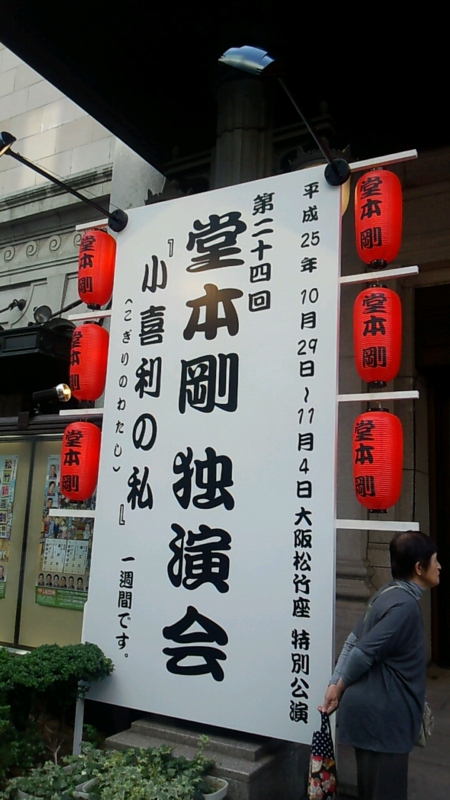 平成25年 10月29日~11月4日 大阪松竹座 特別公演
第二十四回
堂本剛 独演会
『小喜利の私』
(こぎりのわたし)
一週間です。
堂本剛
堂本剛
堂本剛
堂本剛
堂本剛
堂本剛